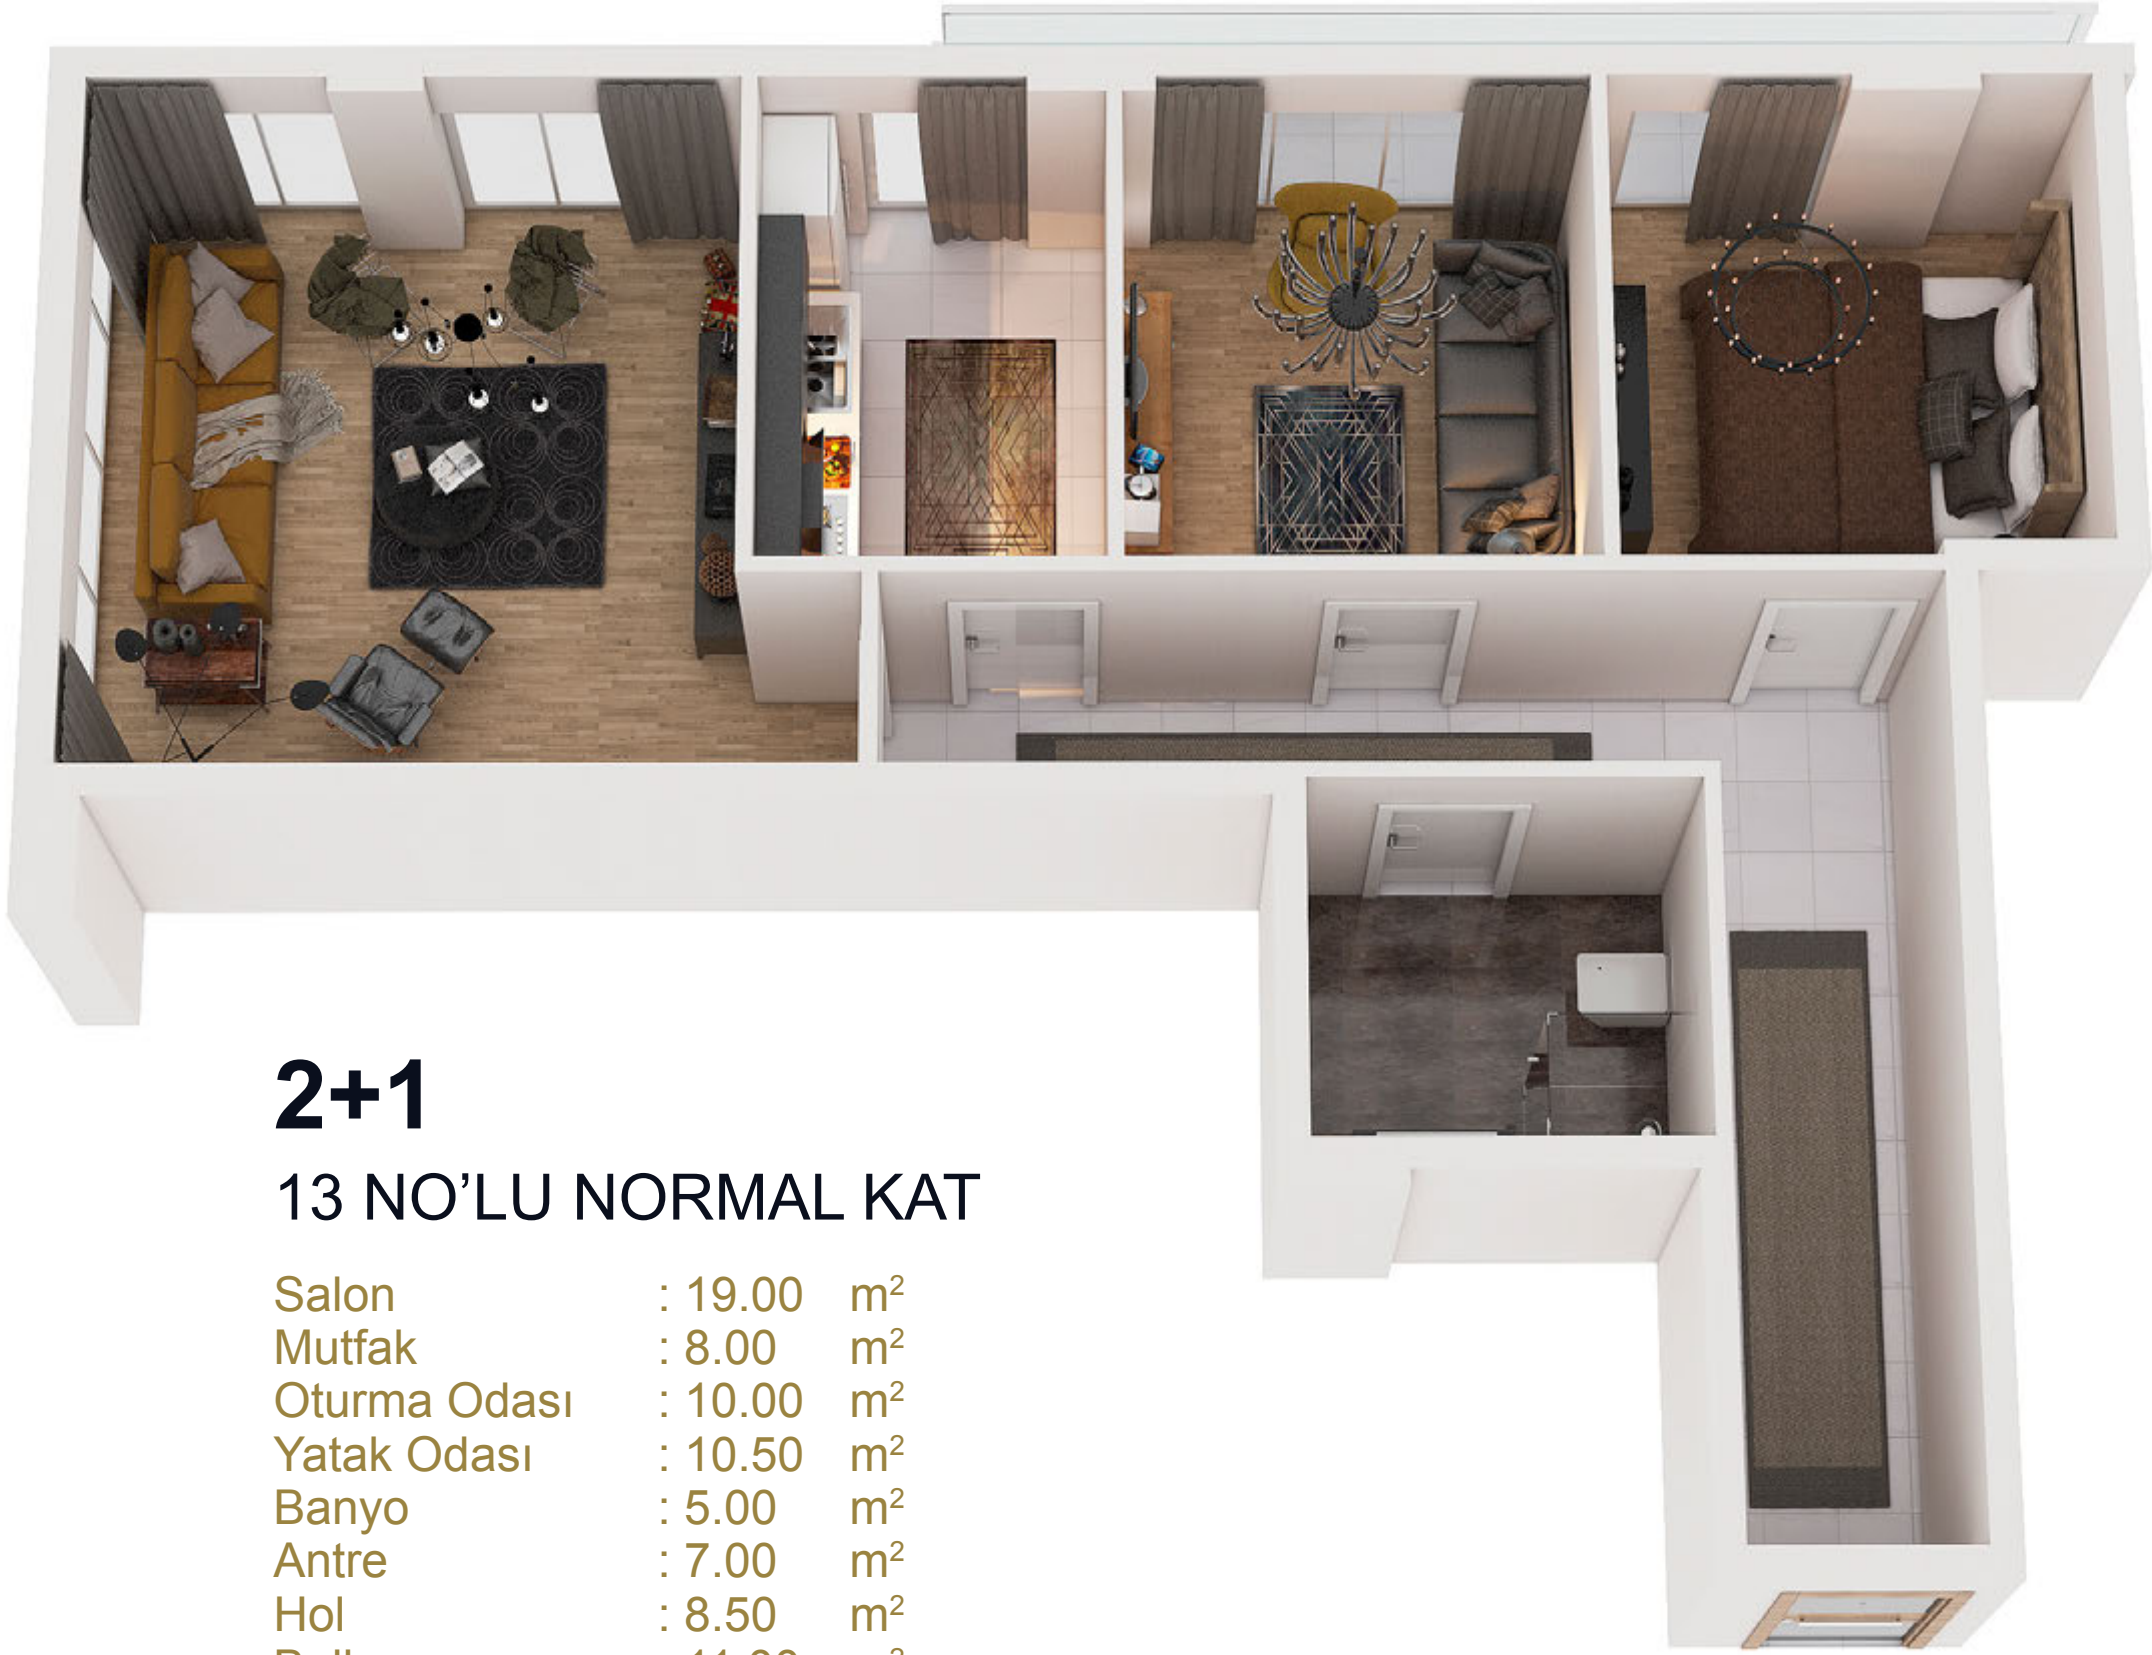 2+1
13 NO’LU NORMAL KAT
Salon : 19.00 m²
Mutfak : 8.00 m²
Oturma Odası : 10.00 m²
Yatak Odası : 10.50 m²
Banyo : 5.00 m²
Antre : 7.00 m²
Hol : 8.50 m²